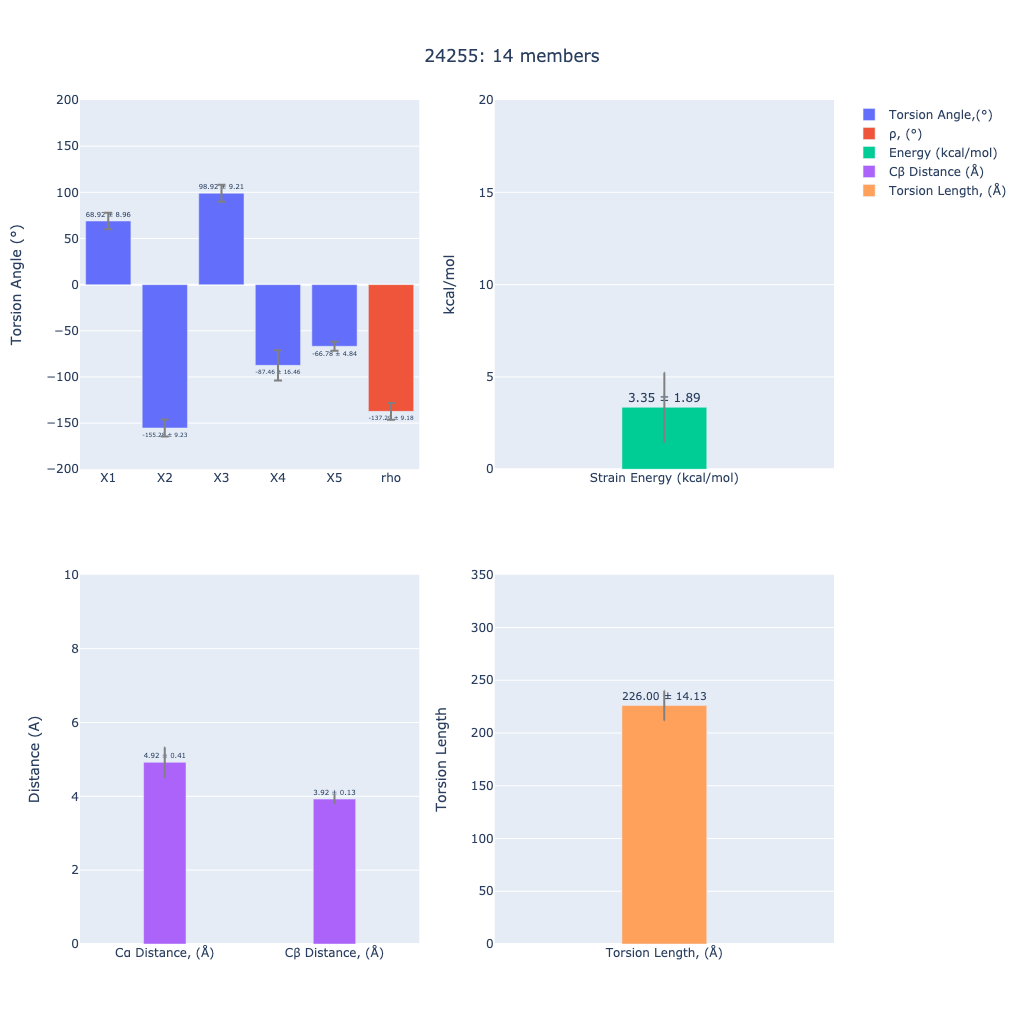 24255: 14 members
Torsion Angle (°)
200
150
100
50
0
−50
−100
−150
−200
68.92 ± 8.96
98.92 ± 9.21
-87.46 ± 16.46
-66.78 ± 4.84
± 9.23
± 9.18
X1 X2 X3 X4 X5 rho
kcal/mol
20
15
10
5
0
3.35 ± 1.89
Strain Energy (kcal/mol)
Torsion Angle,(°)
ρ, (°)
Energy (kcal/mol)
Cβ Distance (Å)
Torsion Length, (Å)
Distance (A)
10
8
6
4
2
0
4.92 ± 0.41
3.92 ± 0.13
Cα Distance, (Å) Cβ Distance, (Å)
Torsion Length
350
300
250
200
150
100
50
0
226.00 ± 14.13
Torsion Length, (Å)